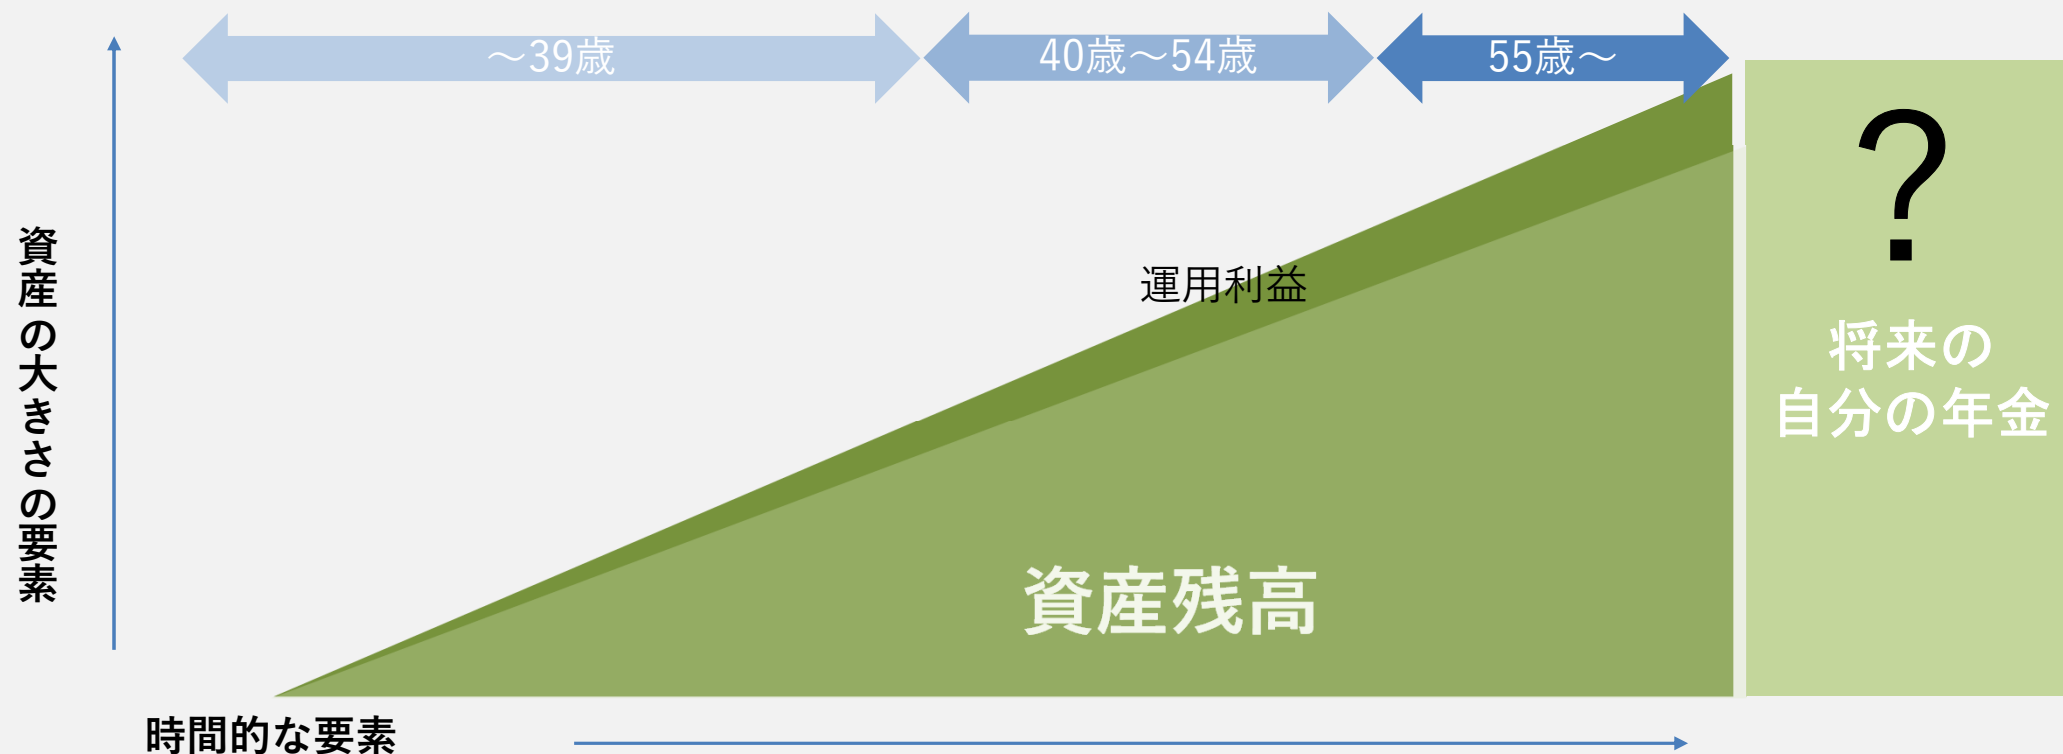 ～39歳
40歳～54歳
55歳～
?
資産の大きさの要素
運用利益
将来の
自分の年金
資産残高
時間的な要素